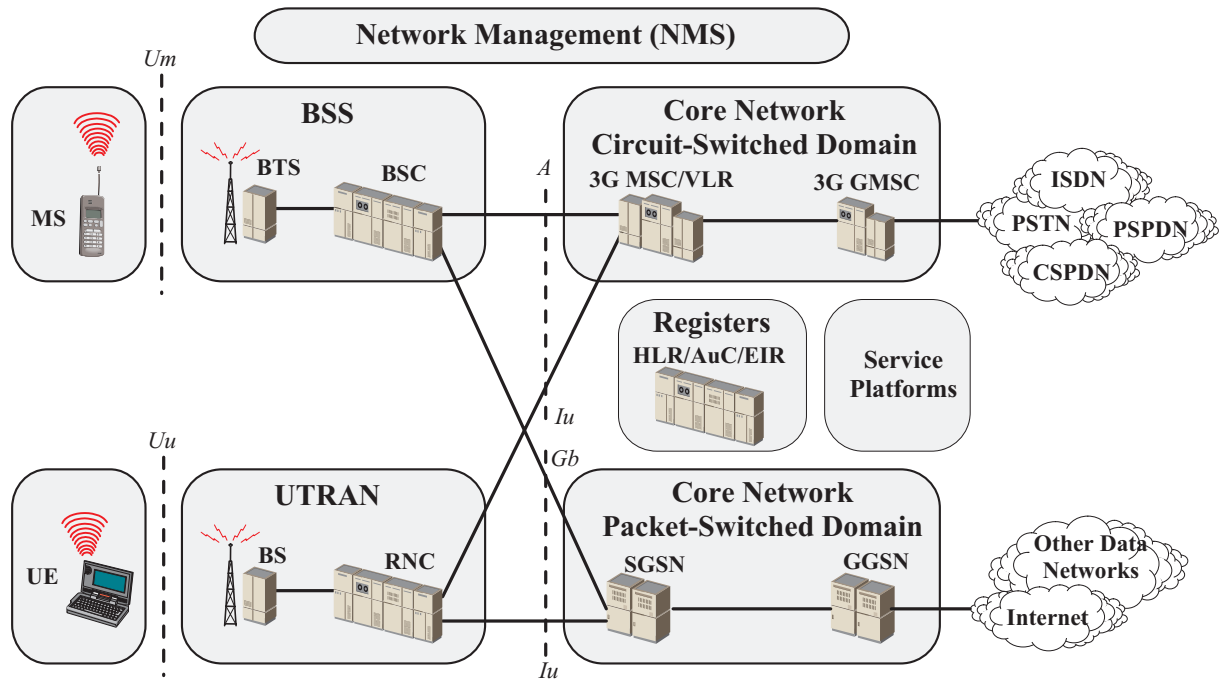 Network Management (NMS)
Um
BSS
Core Network
Circuit-Switched Domain
MS
BTS
BSC
A
3G MSC/VLR
3G GMSC
ISDN
PSTN
PSPDN
CSPDN
Registers
HLR/AuC/EIR
Service
Platforms
Iu
Uu
Gb
UTRAN
Core Network
Packet-Switched Domain
UE
BS
RNC
SGSN
GGSN
Other Data
Networks
Internet
Iu